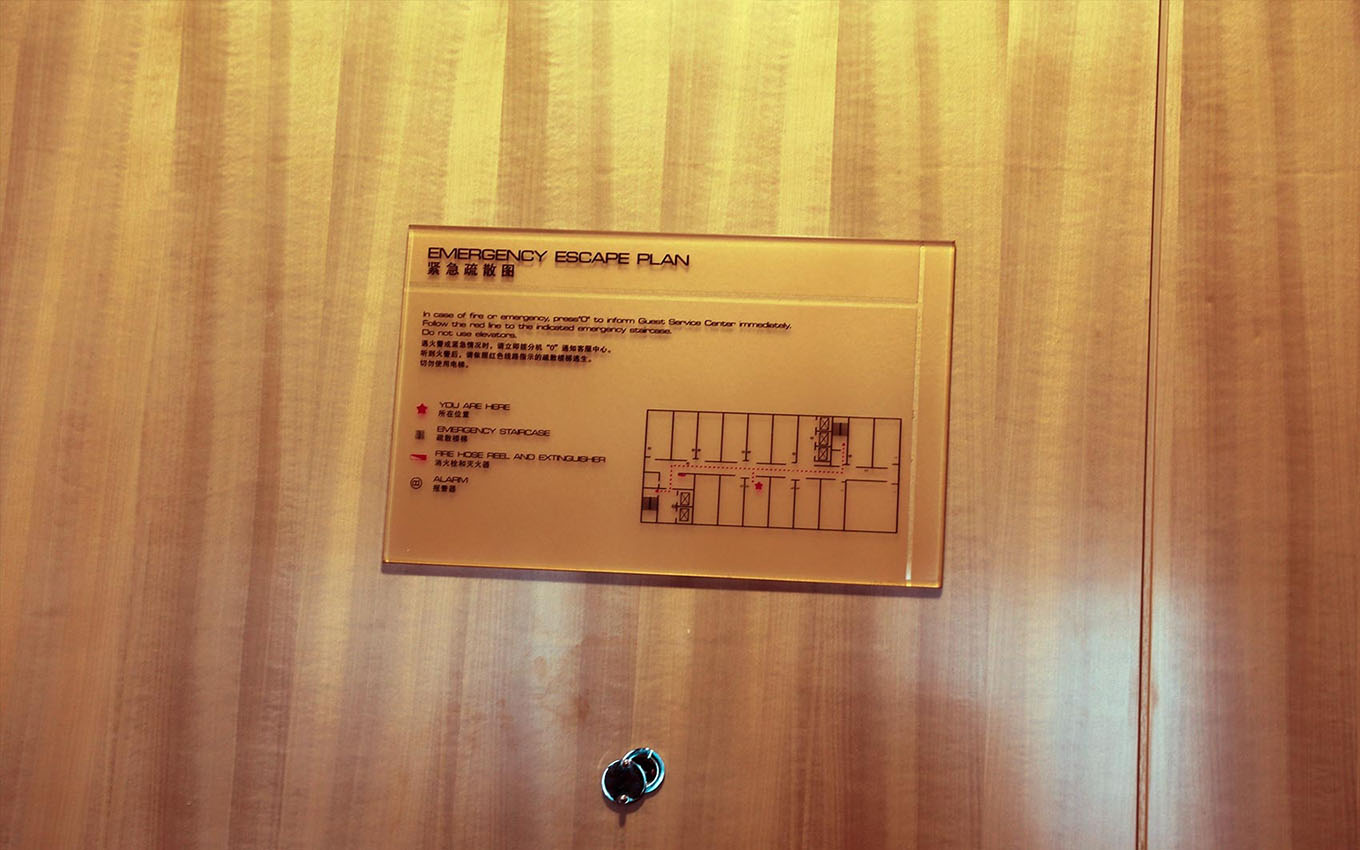 EMERGENCY ESCAPE PLAN
紧急疏散图
In case of fire or emergency, press"0" to inform Guest Service Center immediately.
Follow the red line to the indicated emergency staircase.
Do not use elevators.
遇火警或紧急情况时，请立即拨分机“0”通知客服中心。
听到火警后，请依照红色线路指示的疏散楼梯逃生。
切勿使用电梯。
YOU ARE HERE
所在位置
EMERGENCY STAIRCASE
疏散楼梯
FIRE HOSE REEL AND EXTINGUISHER
消火栓和灭火器
ALARM
报警器